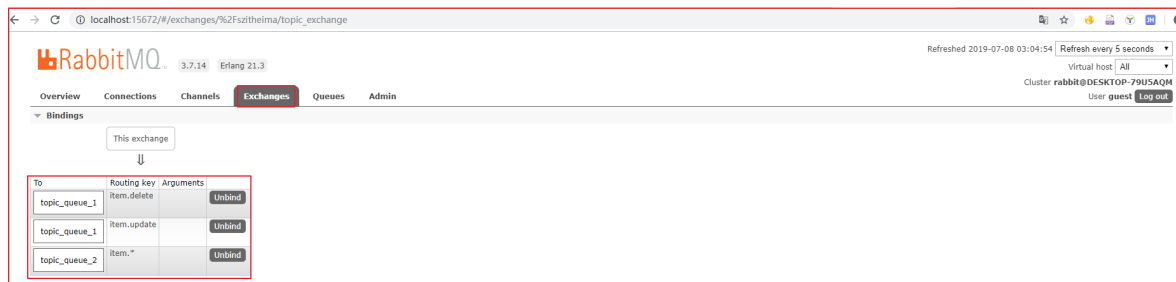 localhost:15672/#/exchanges/%2Fszitheima/topic_exchange
Refreshed 2019-07-08 03:04:54 Refresh every 5 seconds
RabbitMQ 3.7.14 Erlang 21.3
Virtual host All
Cluster rabbit@DESKTOP-79U5AQM
User guest Log out
Overview Connections Channels Exchanges Queues Admin
Bindings
This exchange
⇓
To Routing key Arguments
topic_queue_1 item.delete Unbind
topic_queue_1 item.update Unbind
topic_queue_2 item.* Unbind